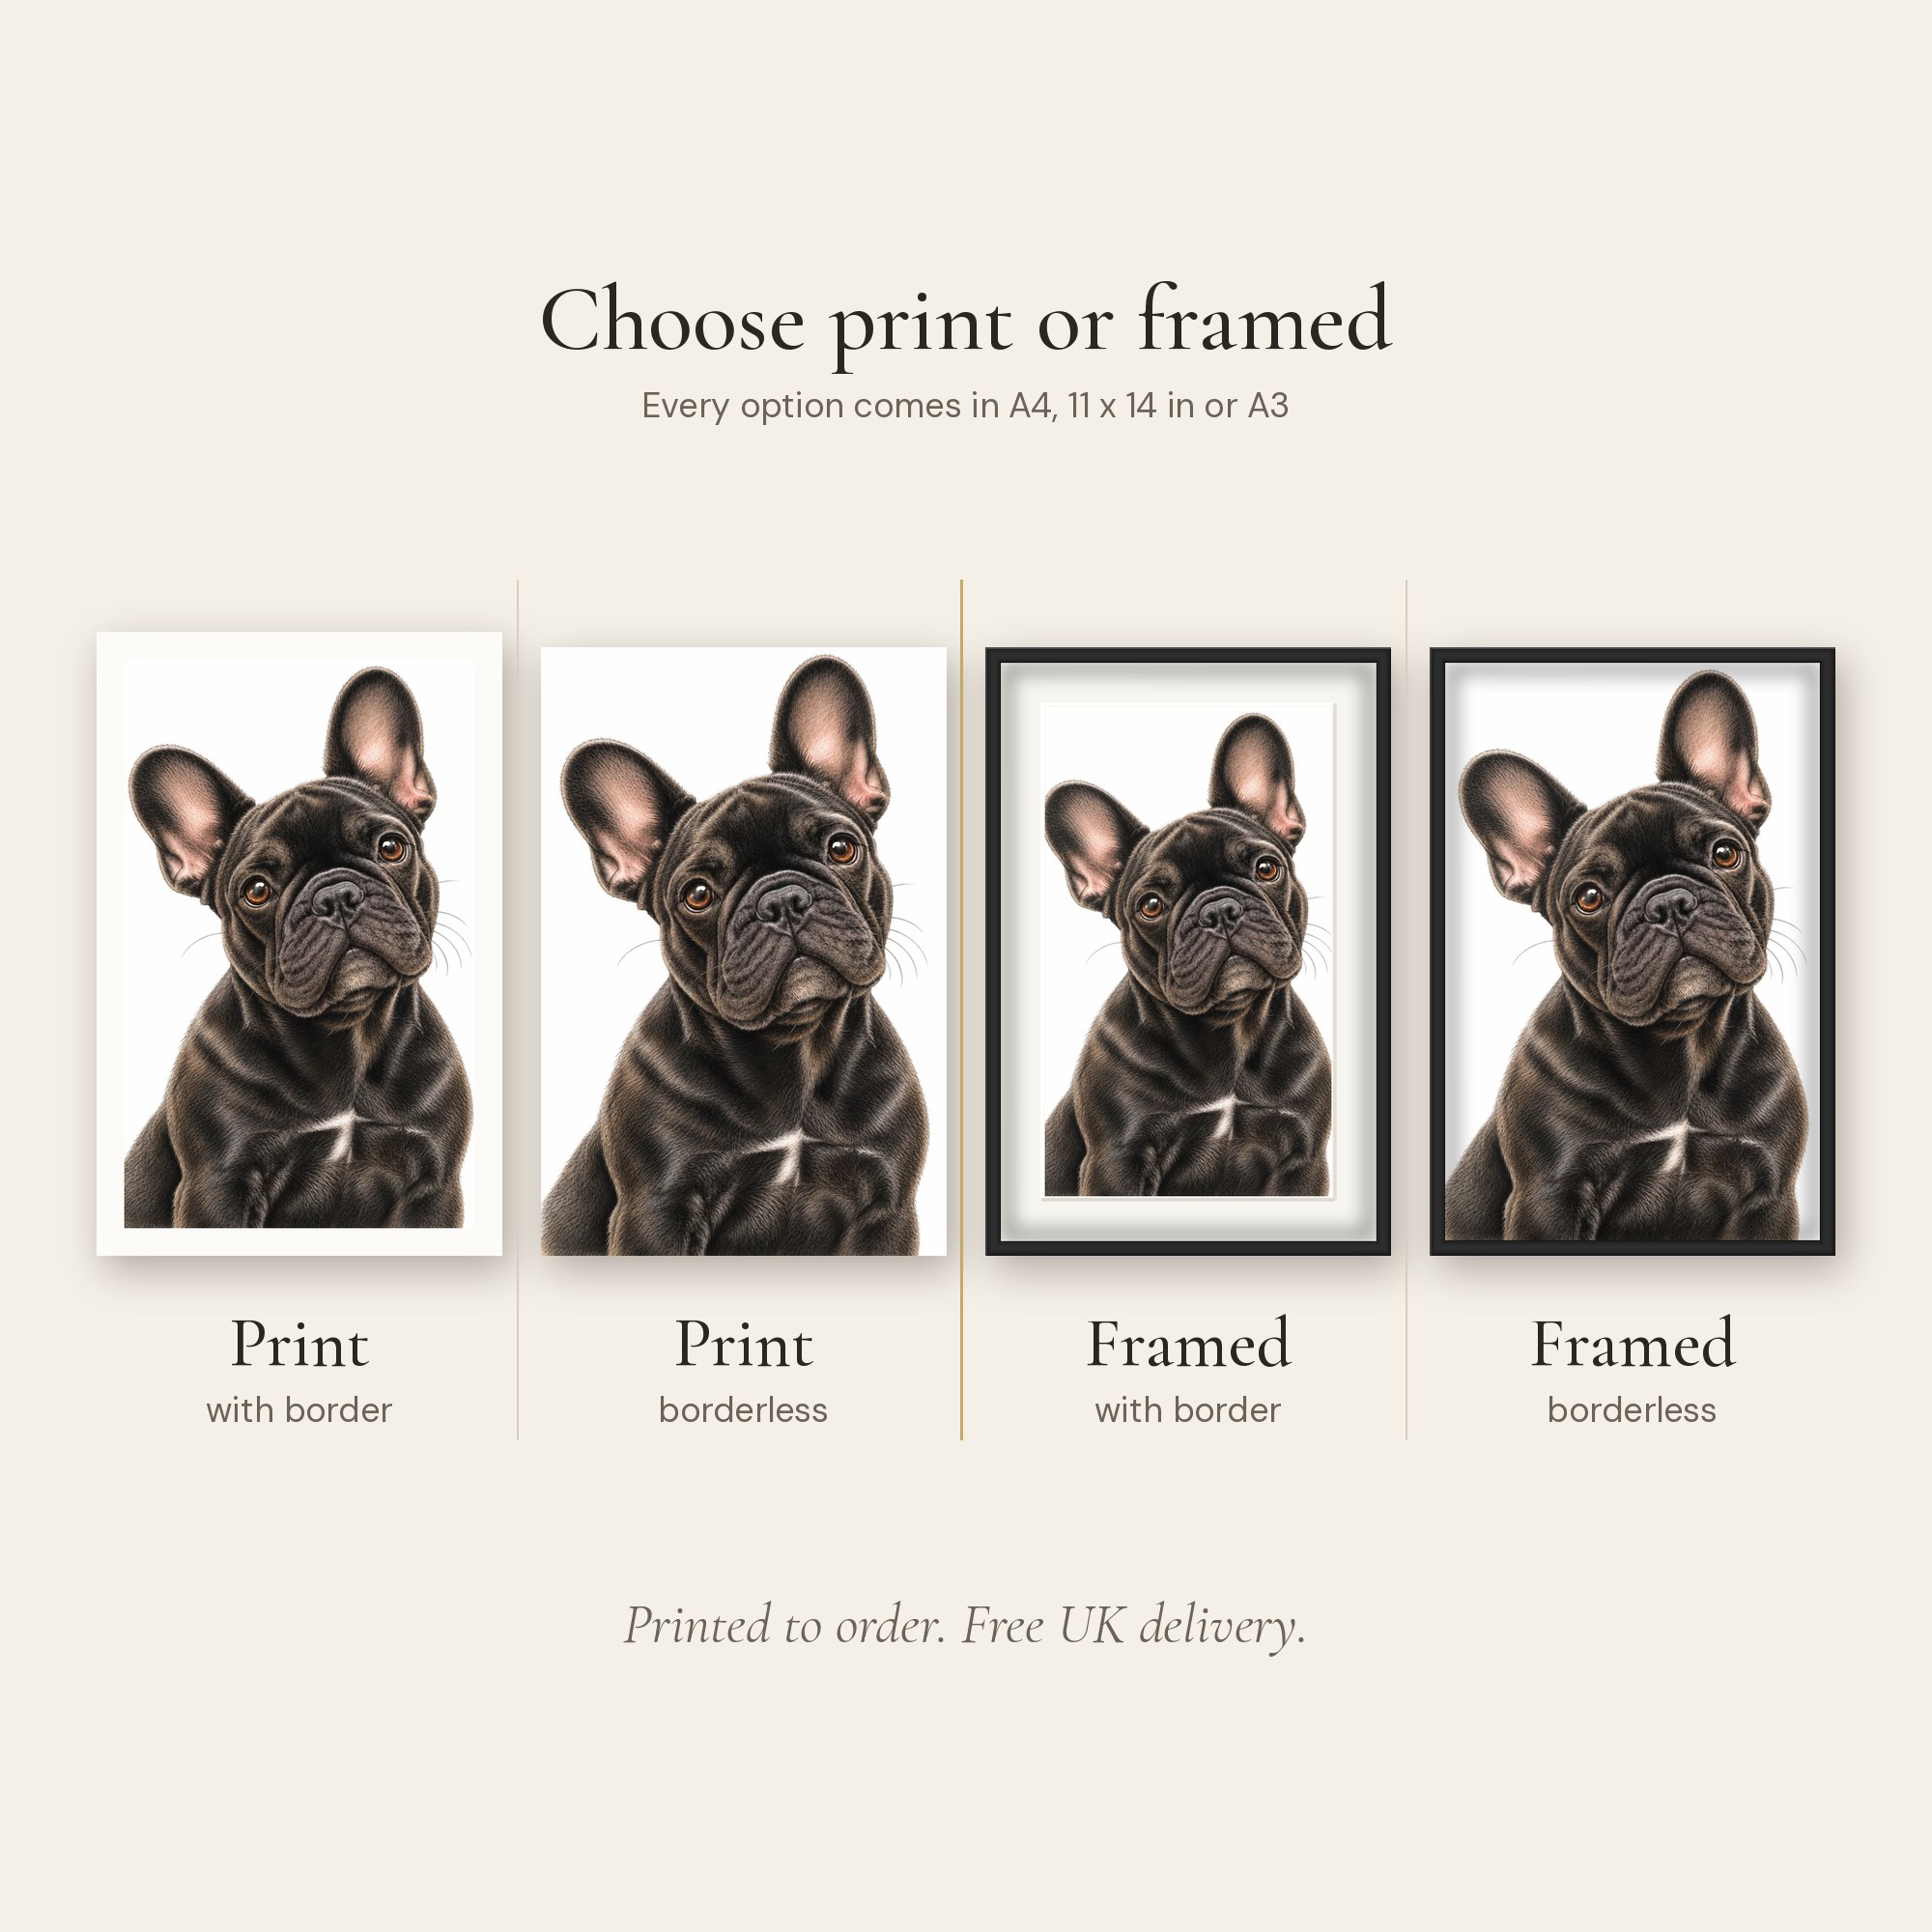 Choose print or framed
Every option comes in A4, 11 x 14 in or A3
Print
with border
Print
borderless
Framed
with border
Framed
borderless
Printed to order. Free UK delivery.